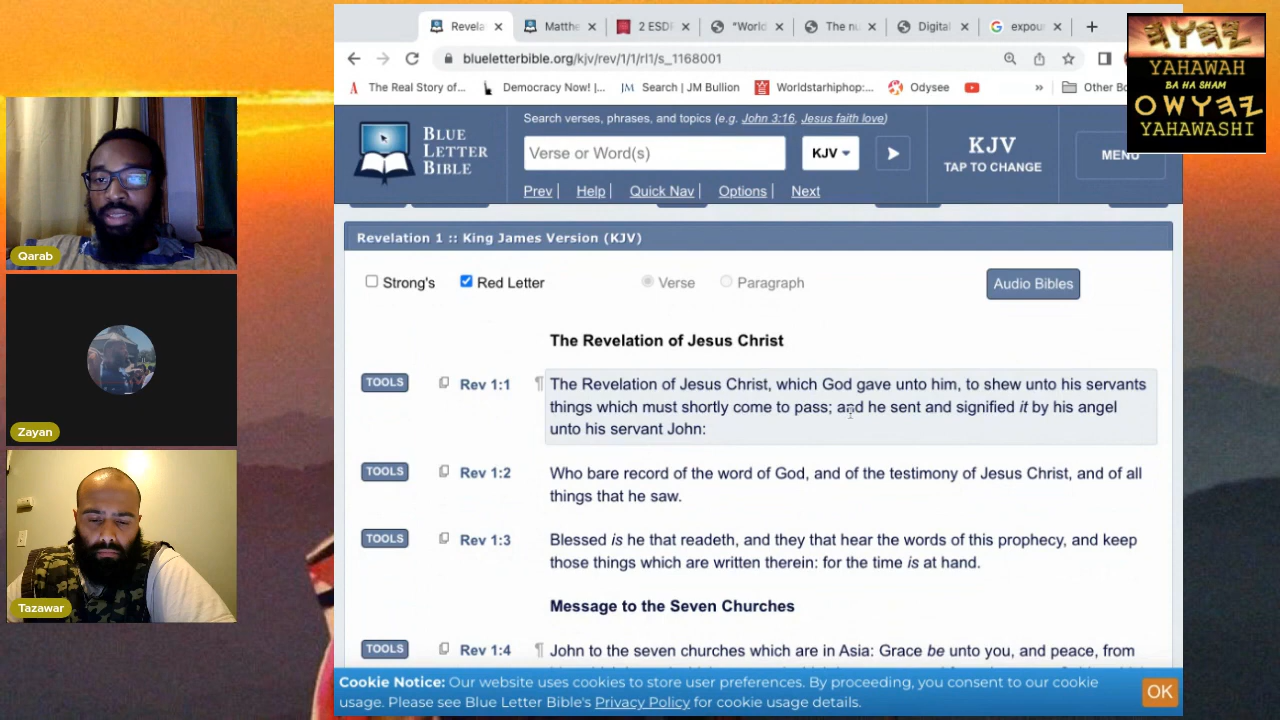 Revela
Matthe
2 ESD
"World
The nu
Digital
expou
blueletterbible.org/kjv/rev/1/1/rl1/s_1168001
The Real Story of...
Democracy Now! |...
JM Search | JM Bullion
Worldstarhiphop:...
Odysee
»
Other Bo
YAHAWAH
BA HA SHAM
YAHAWASHI
BLUE
LETTER
BIBLE
Search verses, phrases, and topics (e.g. John 3:16, Jesus faith love)
Verse or Word(s)
KJV
KJV
TAP TO CHANGE
MENU
Prev | Help | Quick Nav | Options | Next
Revelation 1 :: King James Version (KJV)
Strong's Red Letter Verse Paragraph Audio Bibles
The Revelation of Jesus Christ
TOOLS Rev 1:1 ¶ The Revelation of Jesus Christ, which God gave unto him, to shew unto his servants
things which must shortly come to pass; and he sent and signified it by his angel
unto his servant John:
TOOLS Rev 1:2 Who bare record of the word of God, and of the testimony of Jesus Christ, and of all
things that he saw.
TOOLS Rev 1:3 Blessed is he that readeth, and they that hear the words of this prophecy, and keep
those things which are written therein: for the time is at hand.
Message to the Seven Churches
TOOLS Rev 1:4 ¶ John to the seven churches which are in Asia: Grace be unto you, and peace, from
Cookie Notice: Our website uses cookies to store user preferences. By proceeding, you consent to our cookie
usage. Please see Blue Letter Bible's Privacy Policy for cookie usage details.
OK
Qarab
Zayan
Tazawar